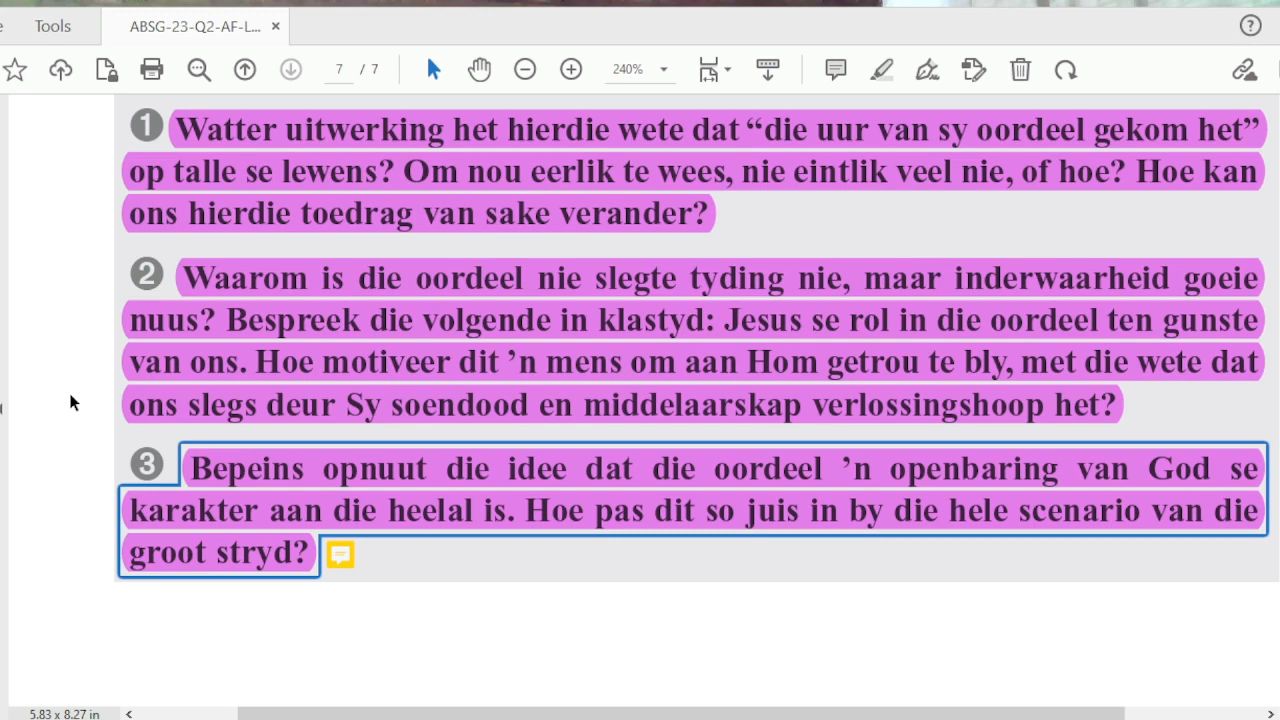 Tools
ABSG-23-Q2-AF-L... ×
7 / 7
240%
1 Watter uitwerking het hierdie wete dat “die uur van sy oordeel gekom het”
op talle se lewens? Om nou eerlik te wees, nie eintlik veel nie, of hoe? Hoe kan
ons hierdie toedrag van sake verander?
2 Waarom is die oordeel nie slegte tyding nie, maar inderwaarheid goeie
nuus? Bespreek die volgende in klastyd: Jesus se rol in die oordeel ten gunste
van ons. Hoe motiveer dit ’n mens om aan Hom getrou te bly, met die wete dat
ons slegs deur Sy soendood en middelaarskap verlossingshoop het?
3 Bepeins opnuut die idee dat die oordeel ’n openbaring van God se
karakter aan die heelal is. Hoe pas dit so juis in by die hele scenario van die
groot stryd?
5.83 x 8.27 in